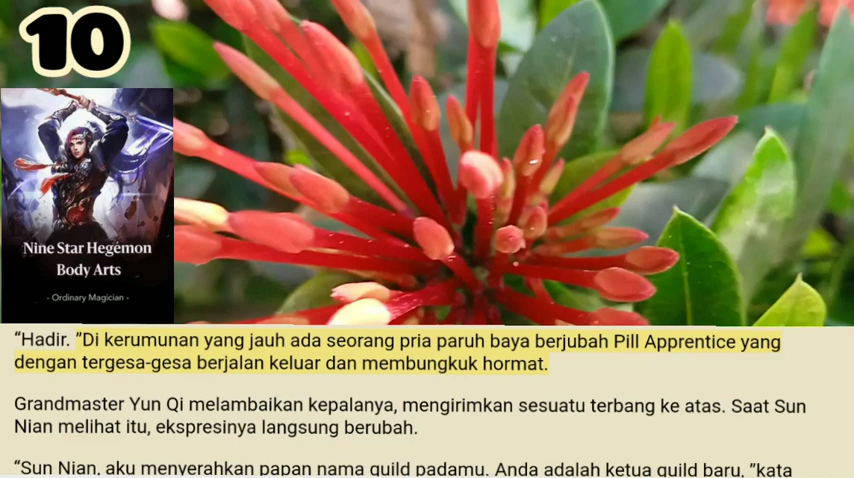 10
Nine Star Hegemon
Body Arts
- Ordinary Magician -
“Hadir. ”Di kerumunan yang jauh ada seorang pria paruh baya berjubah Pill Apprentice yang
dengan tergesa-gesa berjalan keluar dan membungkuk hormat.
Grandmaster Yun Qi melambaikan kepalanya, mengirimkan sesuatu terbang ke atas. Saat Sun
Nian melihat itu, ekspresinya langsung berubah.
“Sun Nian, aku menyerahkan papan nama guild padamu. Anda adalah ketua guild baru, ”kata